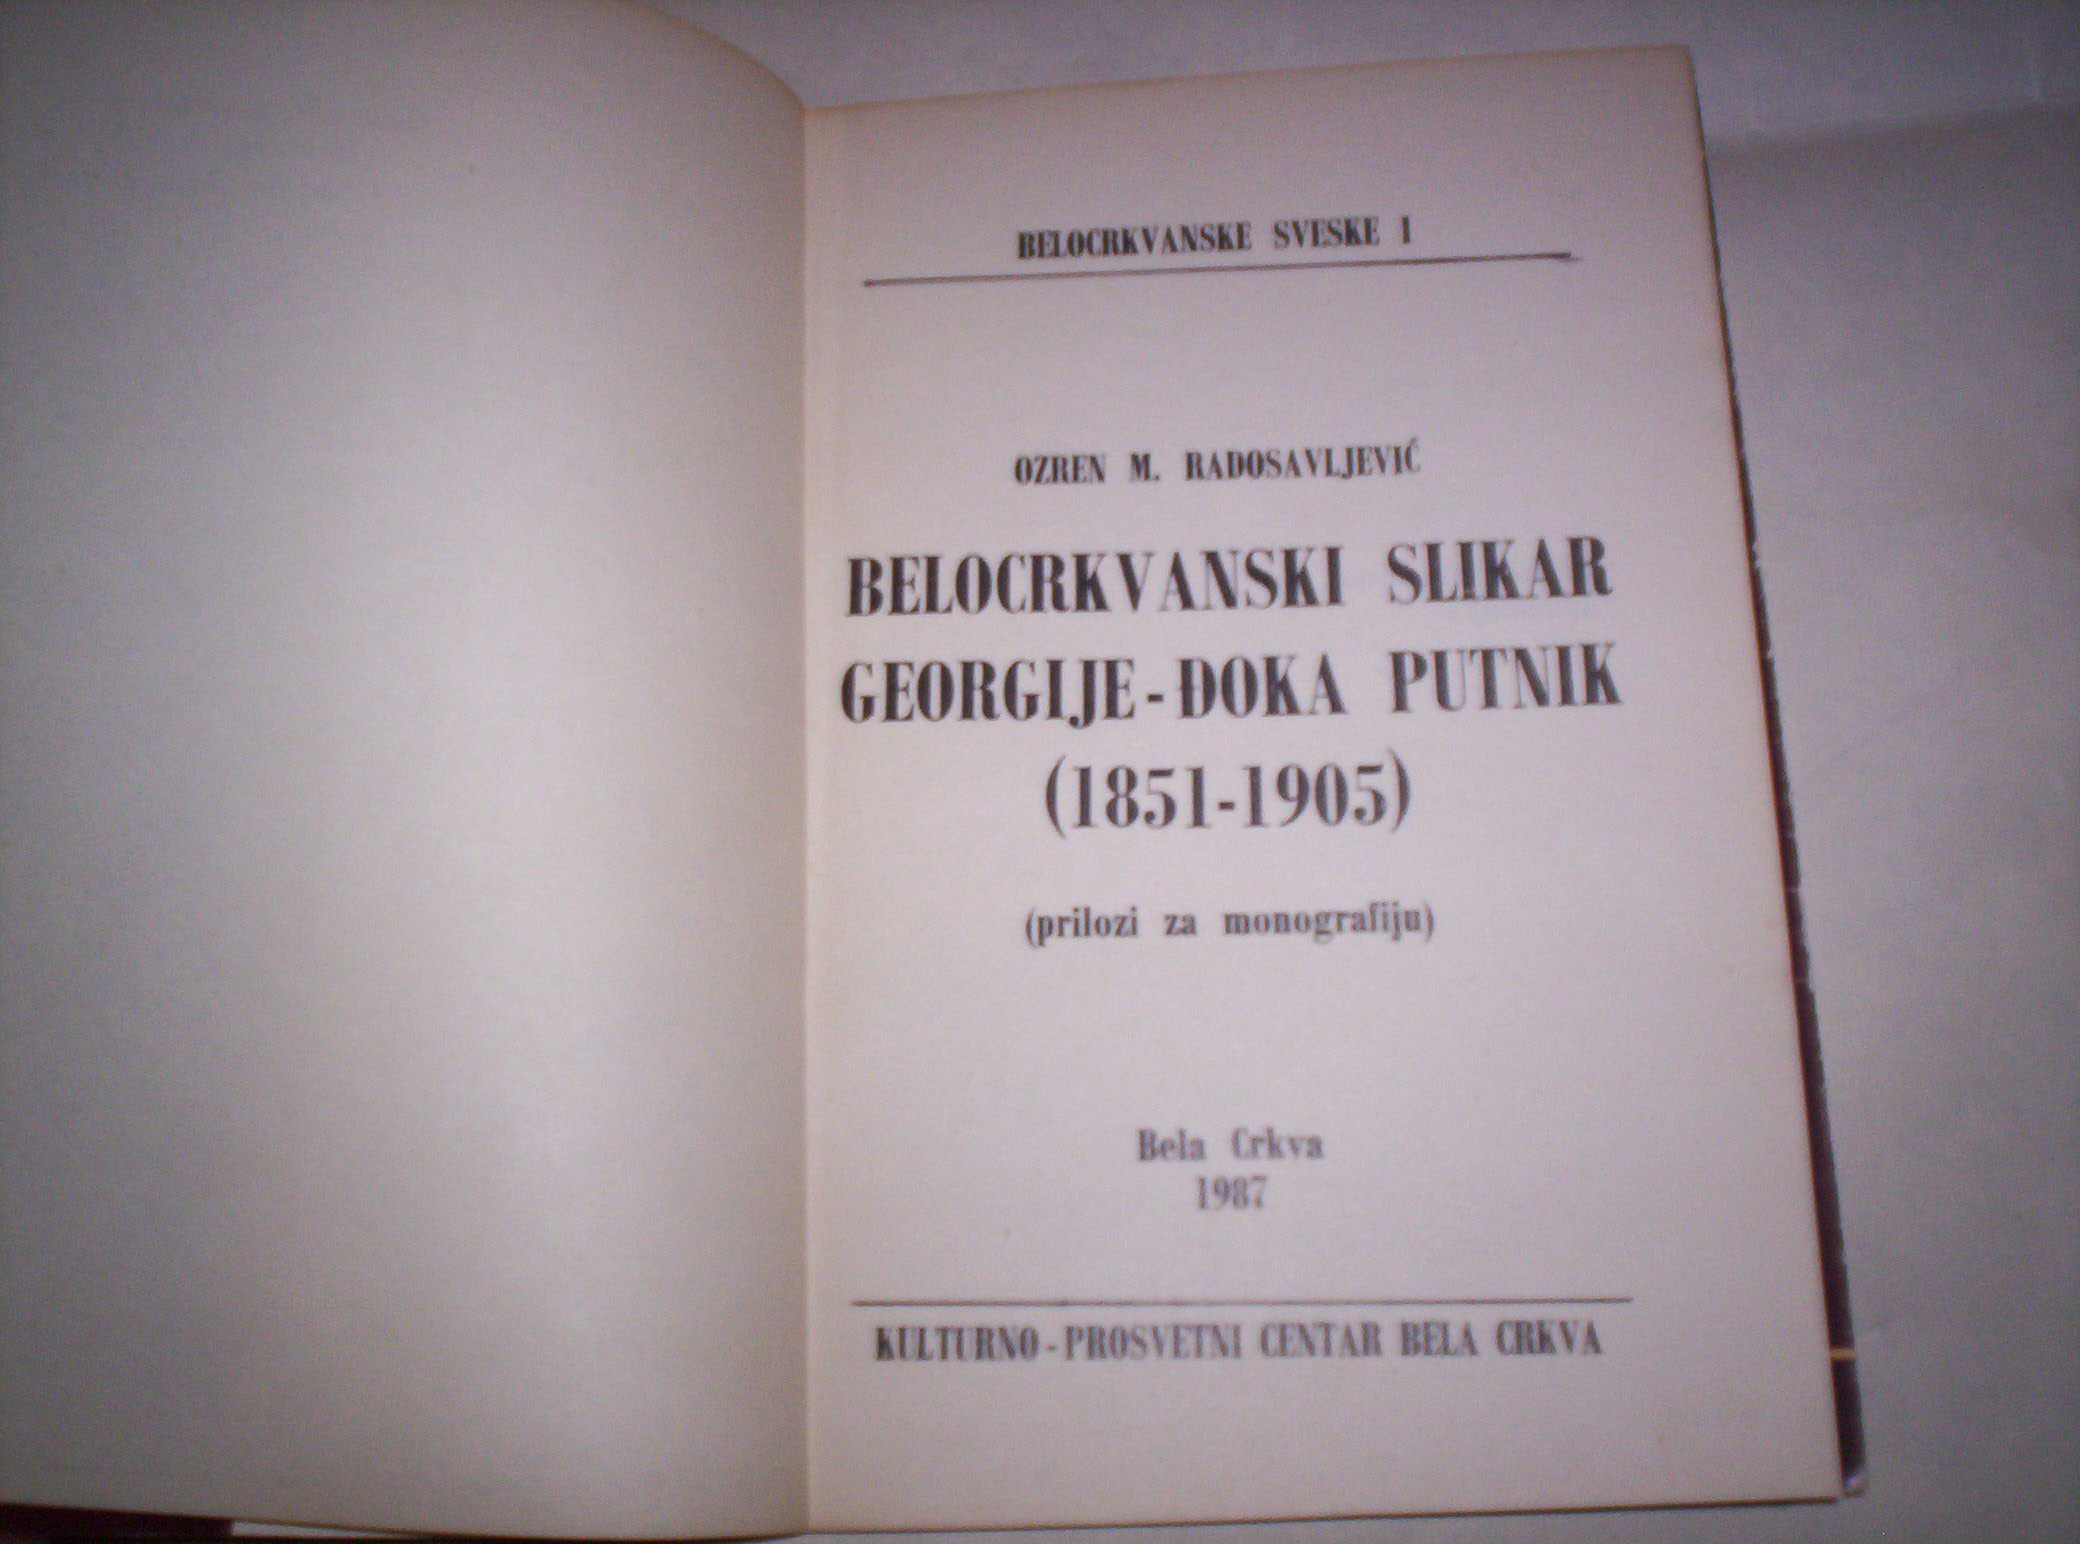 BELOCRKVANSKE SVESKE 1
OZREN M. RADOSAVLJEVIĆ
BELOCRKVANSKI SLIKAR
GEORGIJE-ĐOKA PUTNIK
(1851-1905)
(prilozi za monografiju)
Bela Crkva
1987
KULTURNO-PROSVETNI CENTAR BELA CRKVA